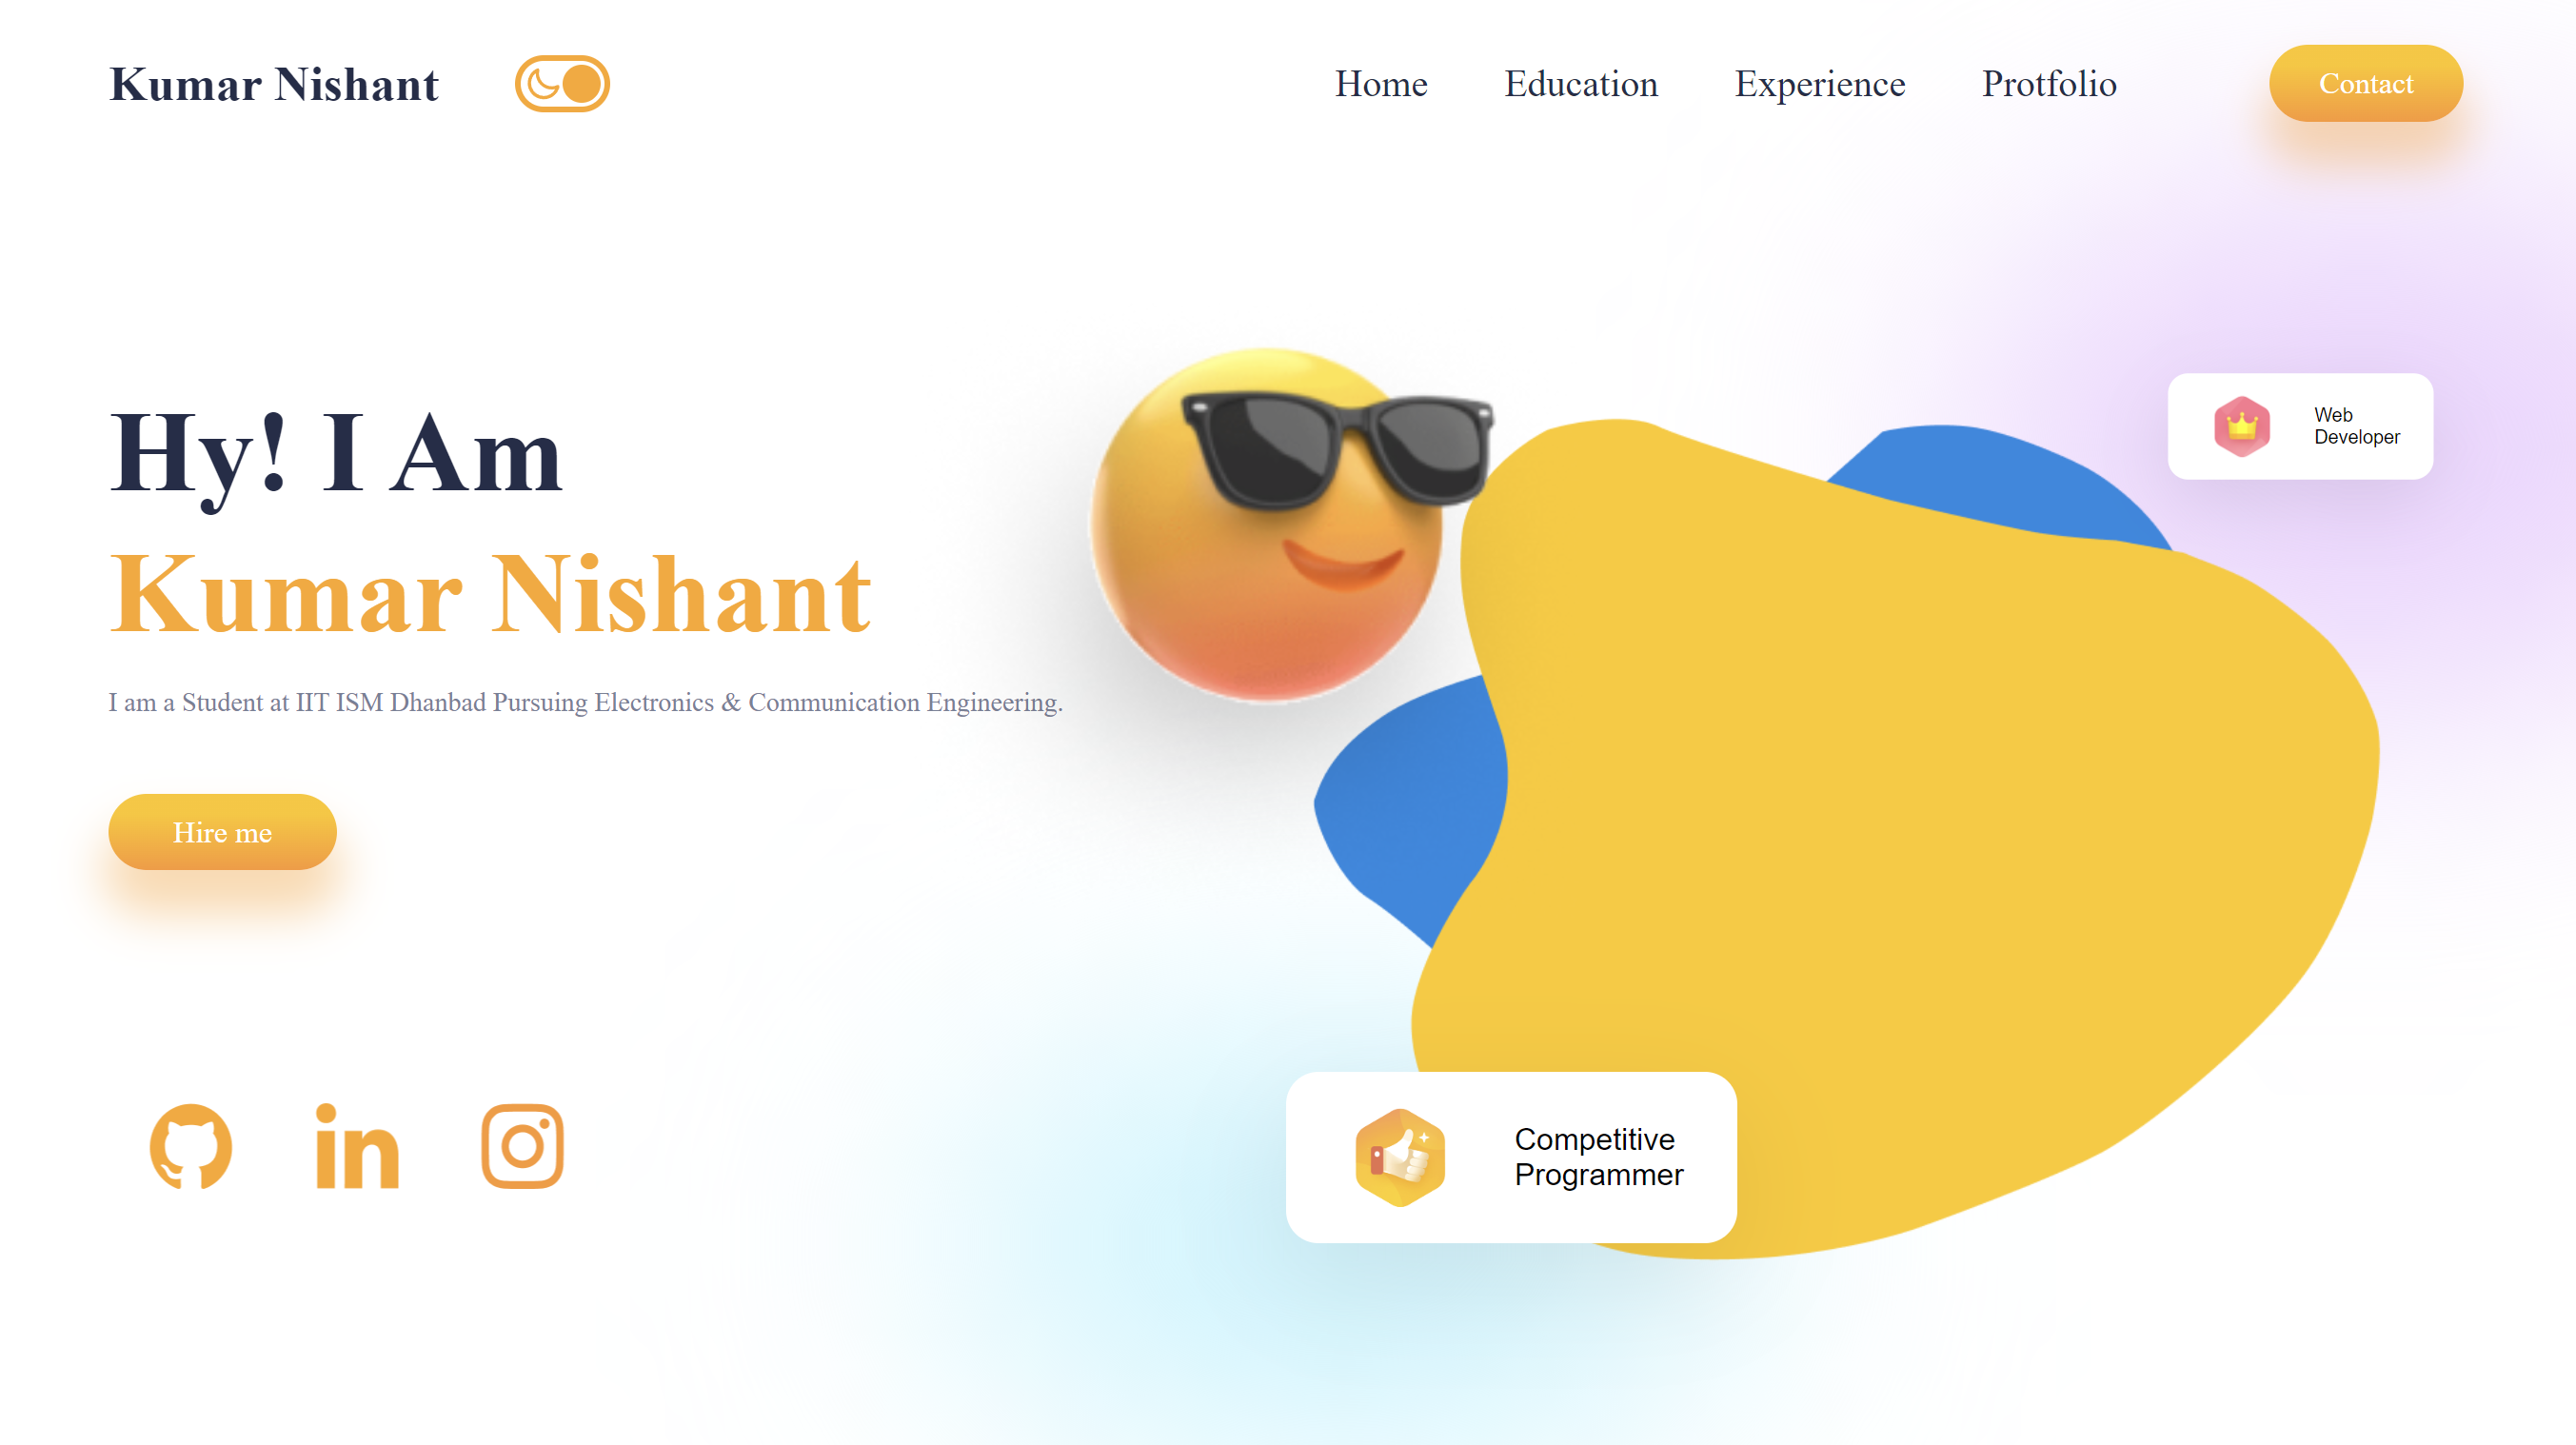 Kumar Nishant
Home Education Experience Protfolio Contact
Hy! I Am
Kumar Nishant
I am a Student at IIT ISM Dhanbad Pursuing Electronics & Communication Engineering.
Hire me
Web
Developer
Competitive
Programmer